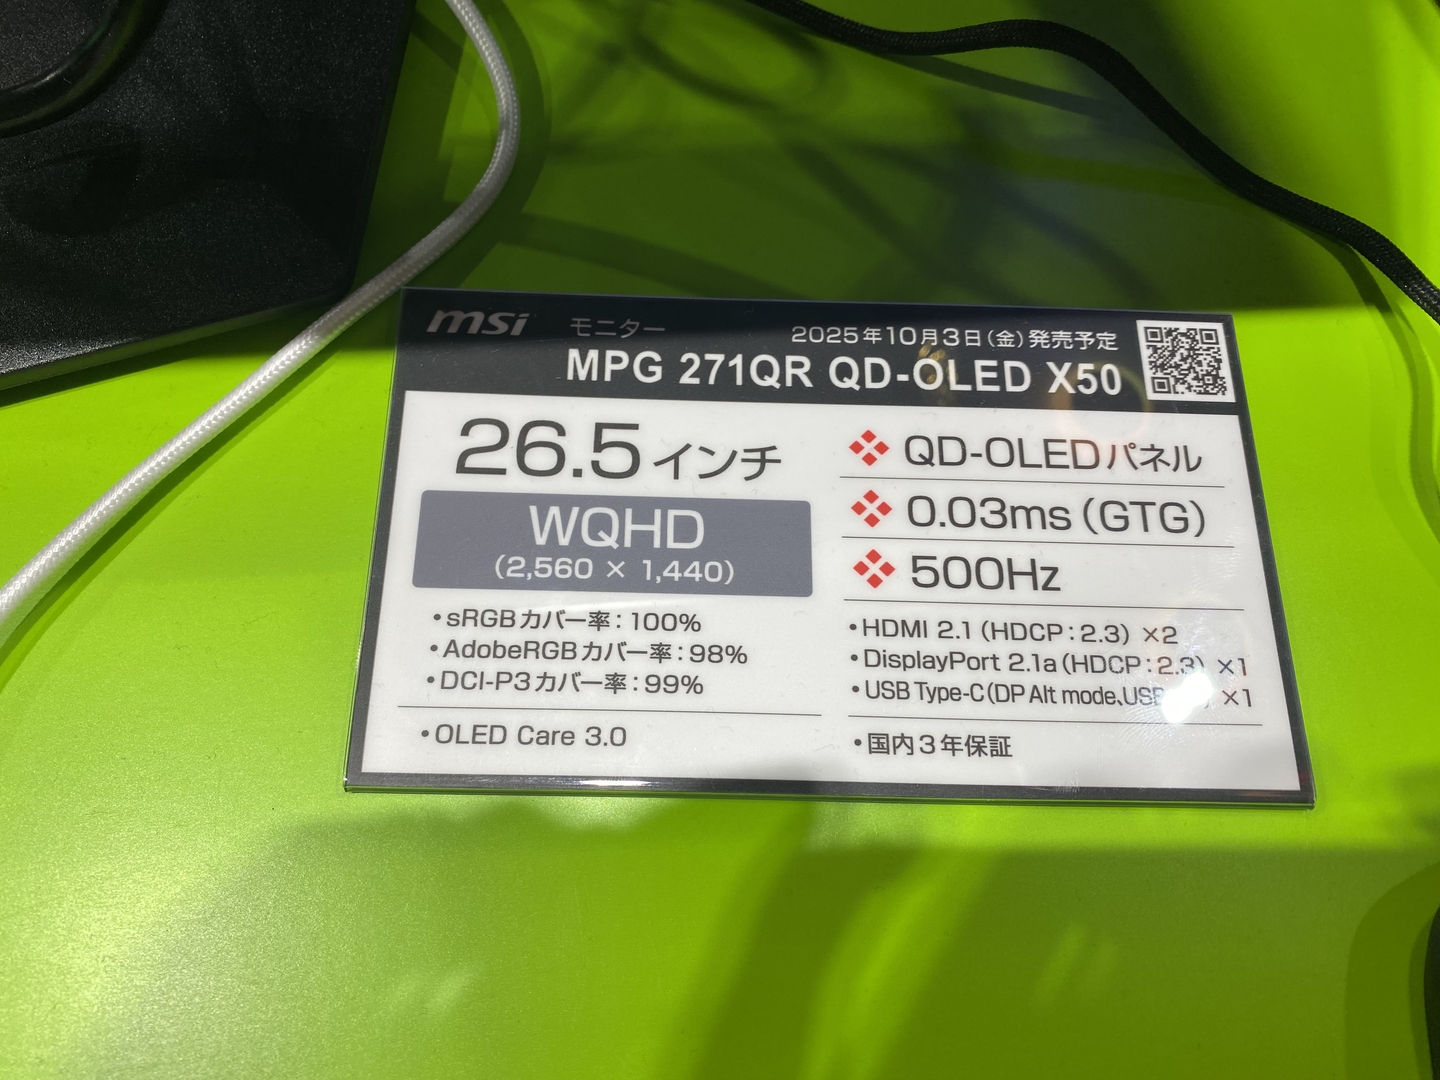 msi モニター 2025年10月3日(金)発売予定
MPG 271QR QD-OLED X50
26.5インチ
WQHD
(2,560 × 1,440)
・sRGBカバー率：100%
・AdobeRGBカバー率：98%
・DCI-P3カバー率：99%
・OLED Care 3.0
QD-OLEDパネル
0.03ms(GTG)
500Hz
・HDMI 2.1 (HDCP：2.3) ×2
・DisplayPort 2.1a(HDCP：2.3) ×1
・USB Type-C(DP Alt mode、 ×1
・国内3年保証